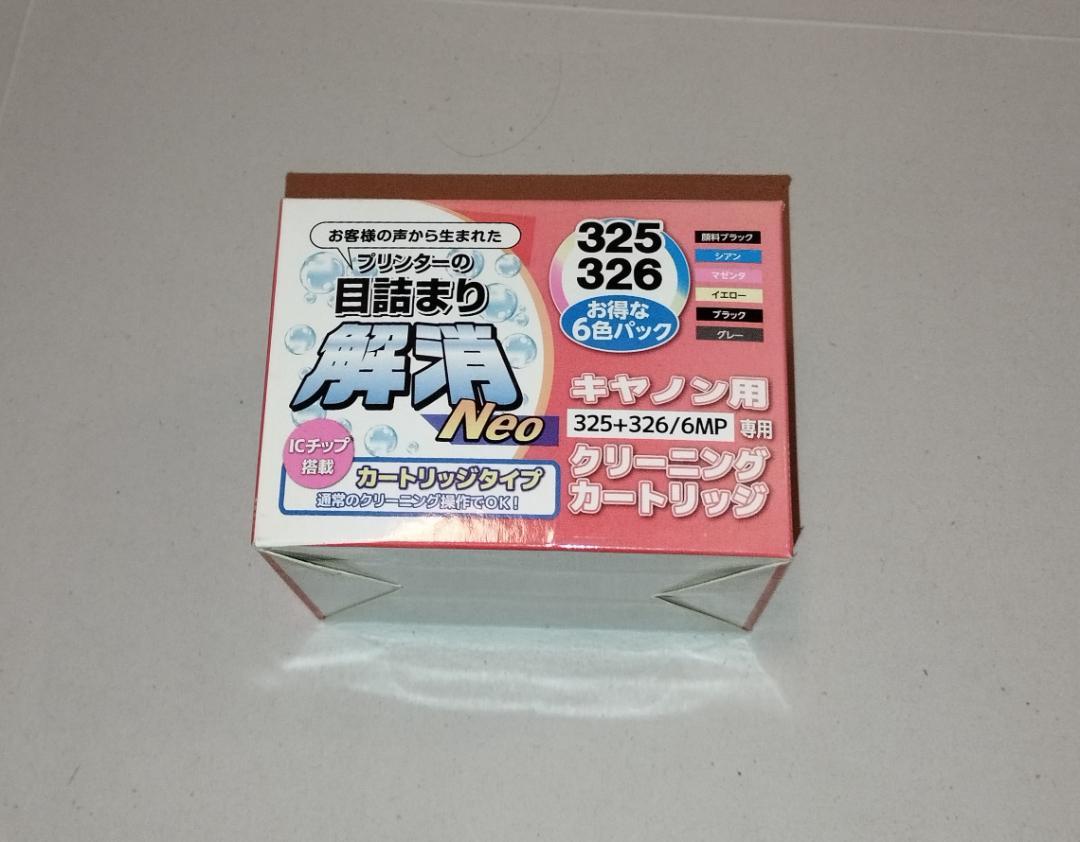 お客様の声から生まれた
プリンターの
目詰まり
解消
Neo
ICチップ
搭載
カートリッジタイプ
通常のクリーニング操作でOK!
325
326
お得な
6色パック
顔料ブラック
シアン
マゼンタ
イエロー
ブラック
グレー
キヤノン用
325+326/6MP 専用
クリーニング
カートリッジ